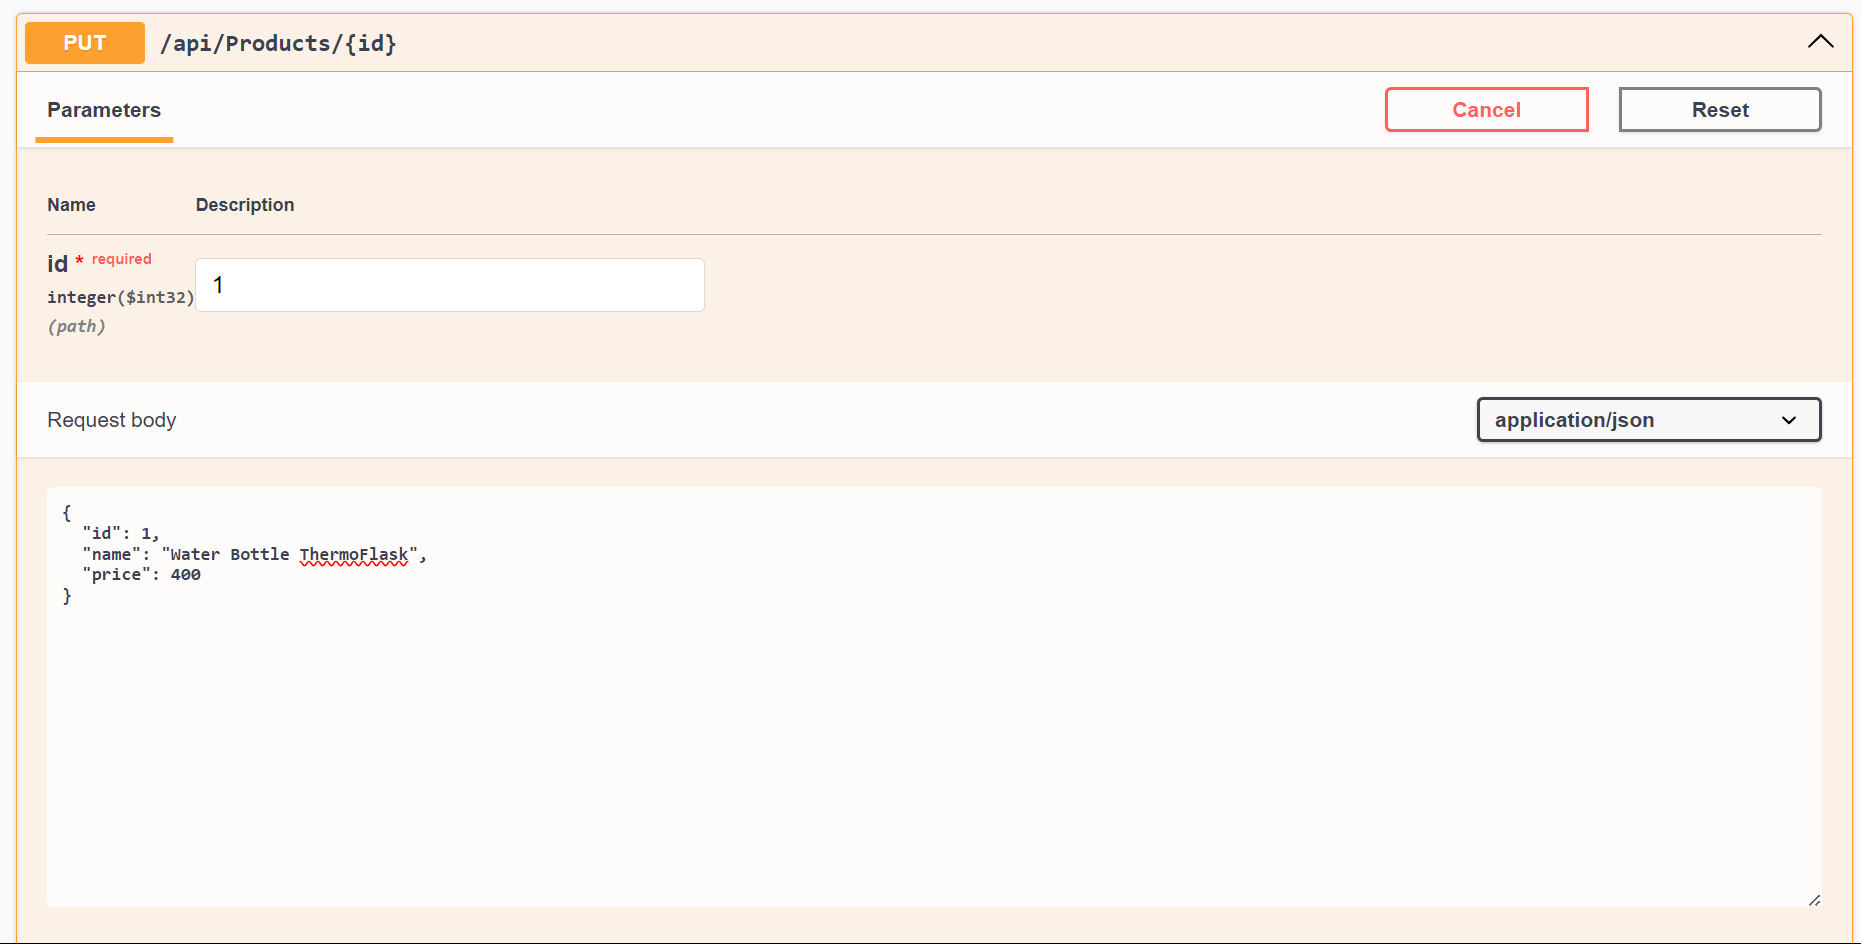 PUT /api/Products/{id}
Parameters
Cancel
Reset
Name Description
id * required
integer($int32)
(path)
1
Request body
application/json
{
  "id": 1,
  "name": "Water Bottle ThermoFlask",
  "price": 400
}